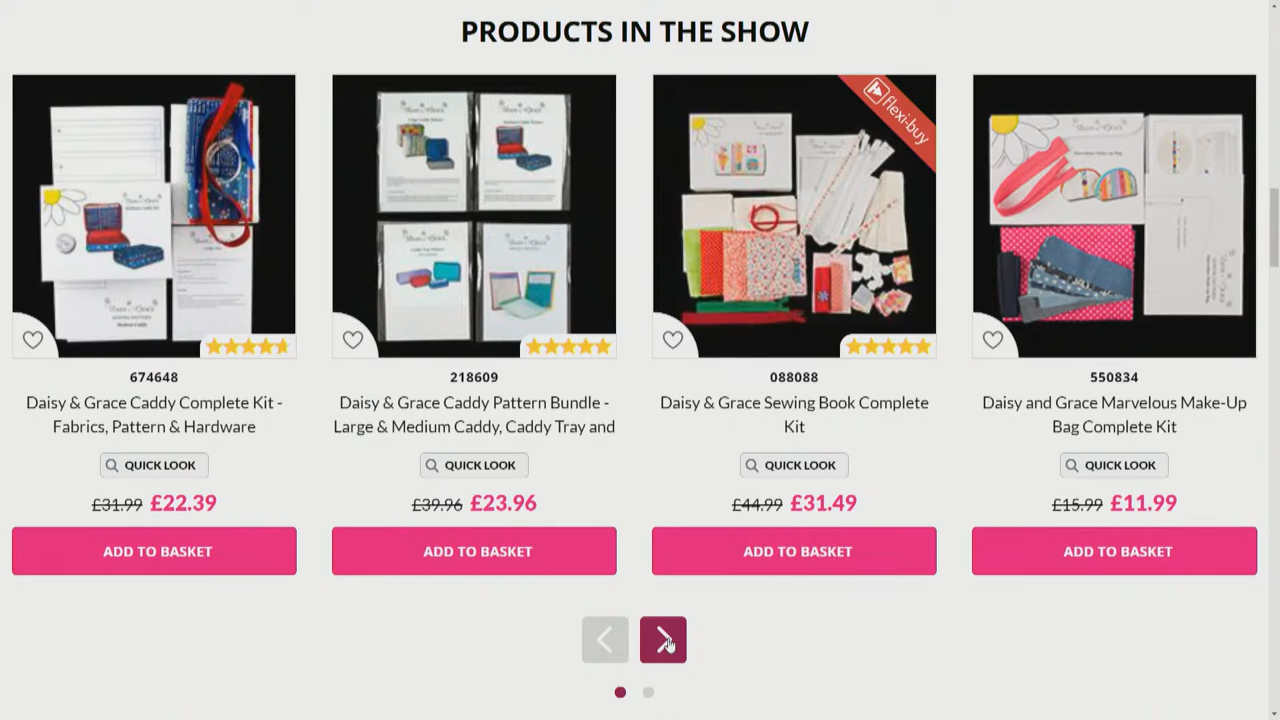 PRODUCTS IN THE SHOW
flexi-buy
674648
Daisy & Grace Caddy Complete Kit -
Fabrics, Pattern & Hardware
QUICK LOOK
£31.99 £22.39
ADD TO BASKET
218609
Daisy & Grace Caddy Pattern Bundle -
Large & Medium Caddy, Caddy Tray and
QUICK LOOK
£39.96 £23.96
ADD TO BASKET
088088
Daisy & Grace Sewing Book Complete
Kit
QUICK LOOK
£44.99 £31.49
ADD TO BASKET
550834
Daisy and Grace Marvelous Make-Up
Bag Complete Kit
QUICK LOOK
£15.99 £11.99
ADD TO BASKET